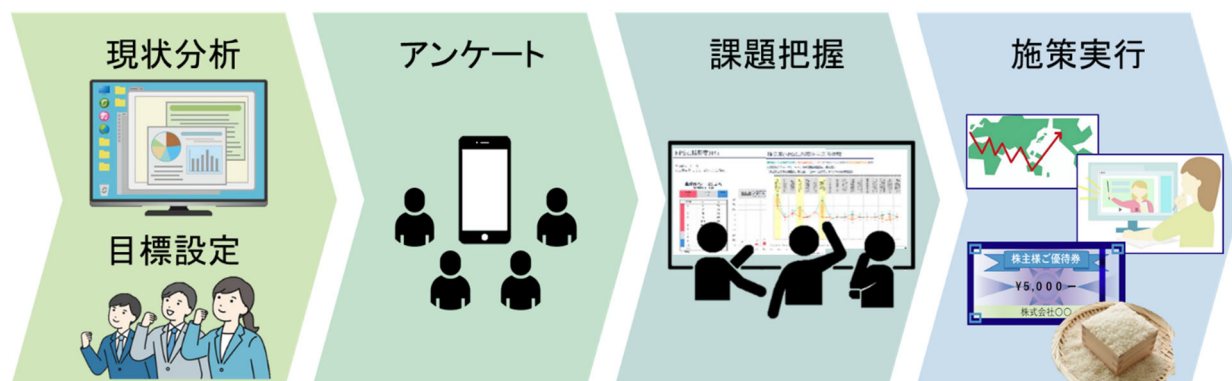 現状分析
目標設定
アンケート
課題把握
施策実行
株主様ご優待券
¥5,000ー
株式会社〇〇